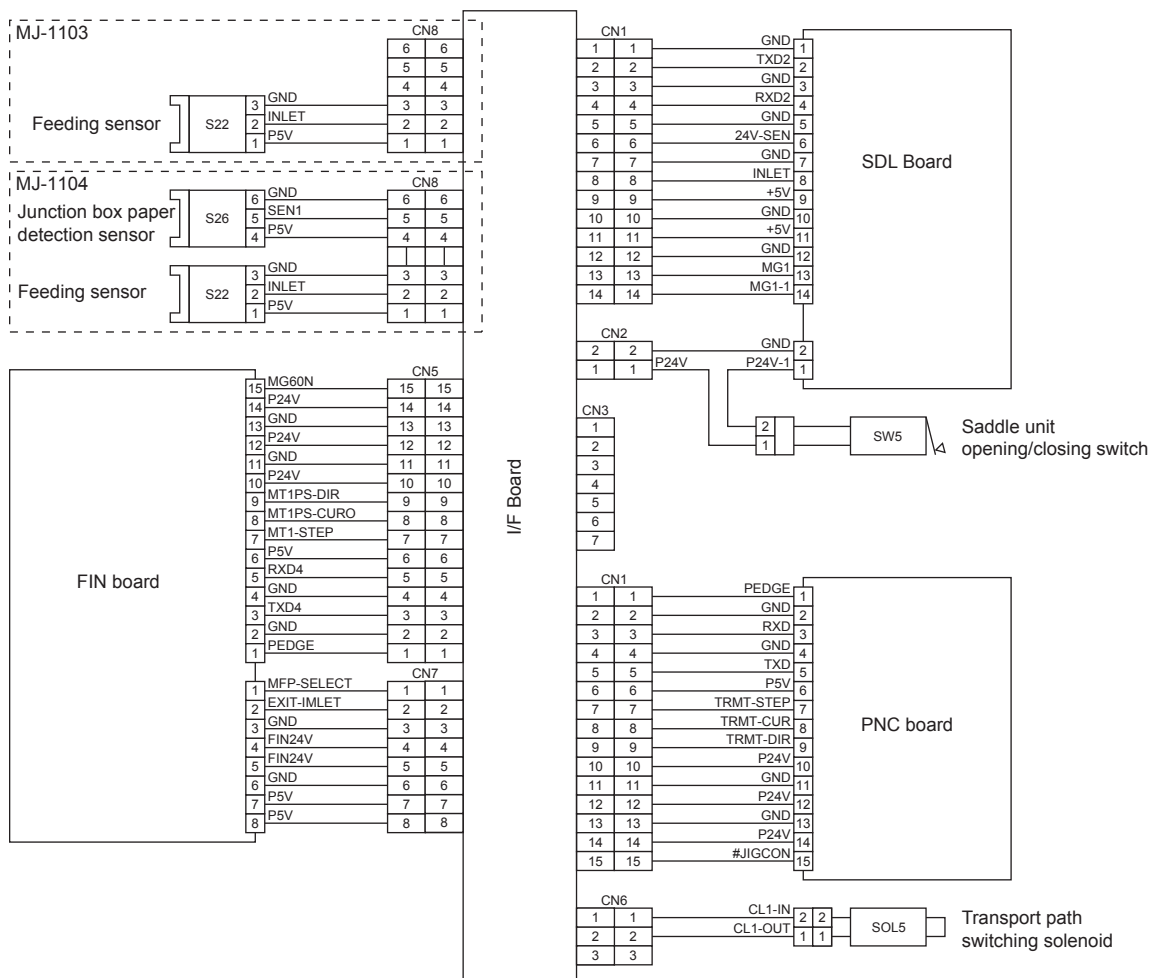 MJ-1103
CN8
6 6
5 5
4 4
3 GND 3 3
Feeding sensor S22 2 INLET 2 2
1 P5V 1 1
MJ-1104
CN8
6 GND 6 6
Junction box paper
detection sensor
S26 5 SEN1 5 5
4 P5V 4 4
3 GND 3 3
Feeding sensor S22 2 INLET 2 2
1 P5V 1 1
FIN board
CN5
15 MG60N 15 15
14 P24V 14 14
13 GND 13 13
12 P24V 12 12
11 GND 11 11
10 P24V 10 10
9 MT1PS-DIR 9 9
8 MT1PS-CURO 8 8
7 MT1-STEP 7 7
6 P5V 6 6
5 RXD4 5 5
4 GND 4 4
3 TXD4 3 3
2 GND 2 2
1 PEDGE 1 1
CN7
1 MFP-SELECT 1 1
2 EXIT-IMLET 2 2
3 GND 3 3
4 FIN24V 4 4
5 FIN24V 5 5
6 GND 6 6
7 P5V 7 7
8 P5V 8 8
I/F Board
CN1
1 1 GND 1
2 2 TXD2 2
3 3 GND 3
4 4 RXD2 4
5 5 GND 5
6 6 24V-SEN 6
7 7 GND 7
8 8 INLET 8
9 9 +5V 9
10 10 GND 10
11 11 +5V 11
12 12 GND 12
13 13 MG1 13
14 14 MG1-1 14
SDL Board
CN2
2 2 GND 2
1 1 P24V P24V-1 1
2
1
SW5
Saddle unit
opening/closing switch
CN3
1
2
3
4
5
6
7
CN1
1 1 PEDGE 1
2 2 GND 2
3 3 RXD 3
4 4 GND 4
5 5 TXD 5
6 6 P5V 6
7 7 TRMT-STEP 7
8 8 TRMT-CUR 8
9 9 TRMT-DIR 9
10 10 P24V 10
11 11 GND 11
12 12 P24V 12
13 13 GND 13
14 14 P24V 14
15 15 #JIGCON 15
PNC board
CN6
1 1 CL1-IN 2 2
2 2 CL1-OUT 1 1
3 3
SOL5
Transport path
switching solenoid